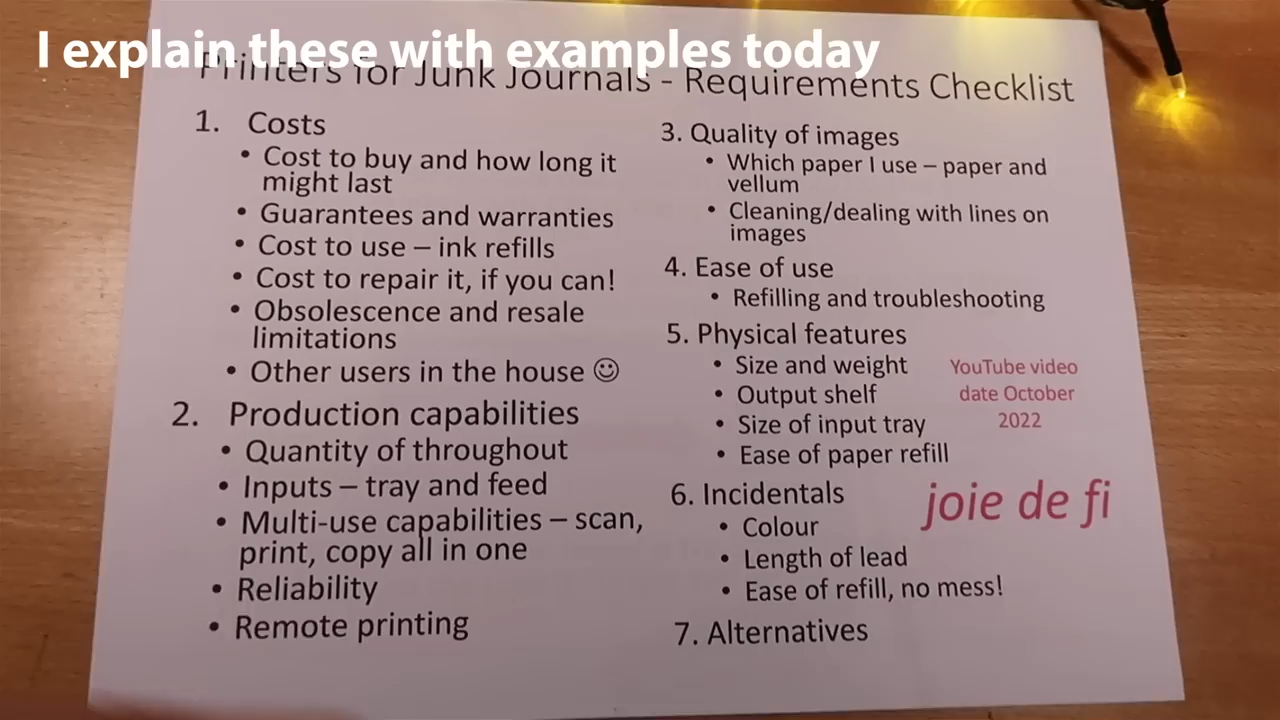 I explain these with examples today
Printers for Junk Journals - Requirements Checklist
1. Costs
• Cost to buy and how long it
might last
• Guarantees and warranties
• Cost to use – ink refills
• Cost to repair it, if you can!
• Obsolescence and resale
limitations
• Other users in the house ☺
2. Production capabilities
• Quantity of throughout
• Inputs – tray and feed
• Multi-use capabilities – scan,
print, copy all in one
• Reliability
• Remote printing
3. Quality of images
• Which paper I use – paper and
vellum
• Cleaning/dealing with lines on
images
4. Ease of use
• Refilling and troubleshooting
5. Physical features
• Size and weight
• Output shelf
• Size of input tray
• Ease of paper refill
6. Incidentals
• Colour
• Length of lead
• Ease of refill, no mess!
7. Alternatives
YouTube video
date October
2022
joie de fi